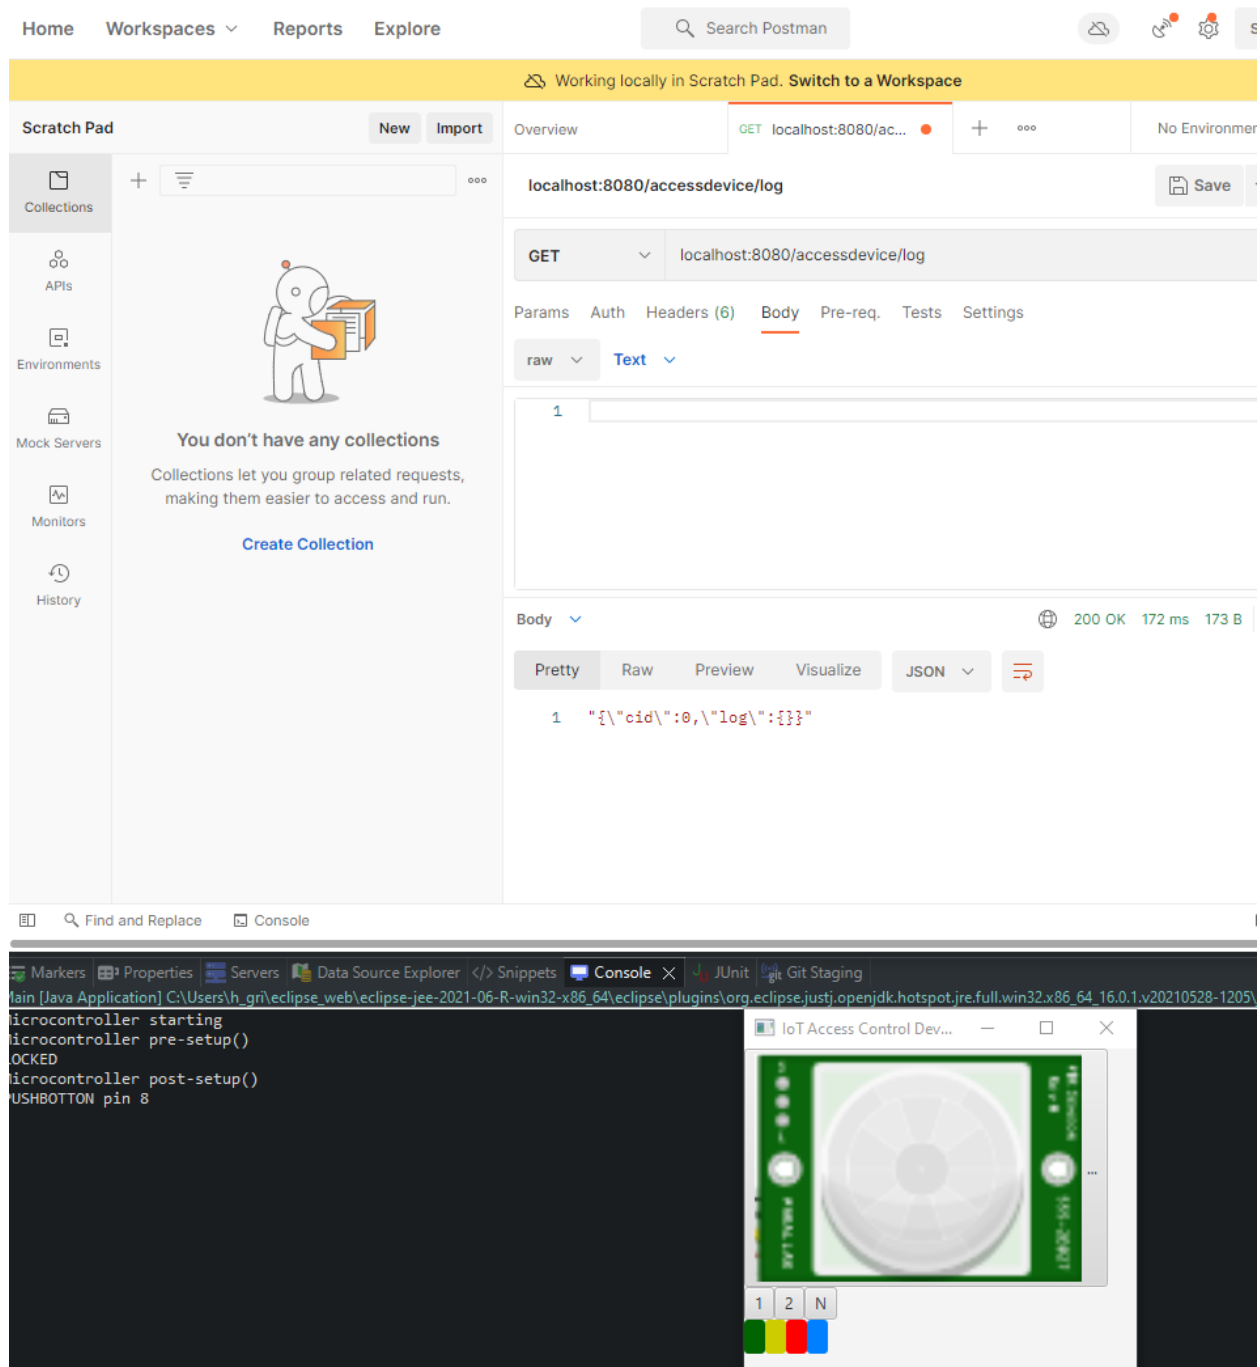 Home Workspaces Reports Explore Search Postman
Working locally in Scratch Pad. Switch to a Workspace
Scratch Pad New Import Overview GET localhost:8080/ac... No Environmen
localhost:8080/accessdevice/log Save
Collections
GET localhost:8080/accessdevice/log
APIs
Params Auth Headers (6) Body Pre-req. Tests Settings
Environments
raw Text
1
Mock Servers
You don't have any collections
Collections let you group related requests,
making them easier to access and run.
Monitors
Create Collection
History
Body 200 OK 172 ms 173 B
Pretty Raw Preview Visualize JSON
1 "{\"cid\":0,\"log\":{}}"
Find and Replace Console
Markers Properties Servers Data Source Explorer Snippets Console JUnit Git Staging
Main [Java Application] C:\Users\h_gri\eclipse_web\eclipse-jee-2021-06-R-win32-x86_64\eclipse\plugins\org.eclipse.justj.openjdk.hotspot.jre.full.win32.x86_64_16.0.1.v20210528-1205\
Microcontroller starting
Microcontroller pre-setup()
LOCKED
Microcontroller post-setup()
PUSHBOTTON pin 8
IoT Access Control Dev...
...
1 2 N